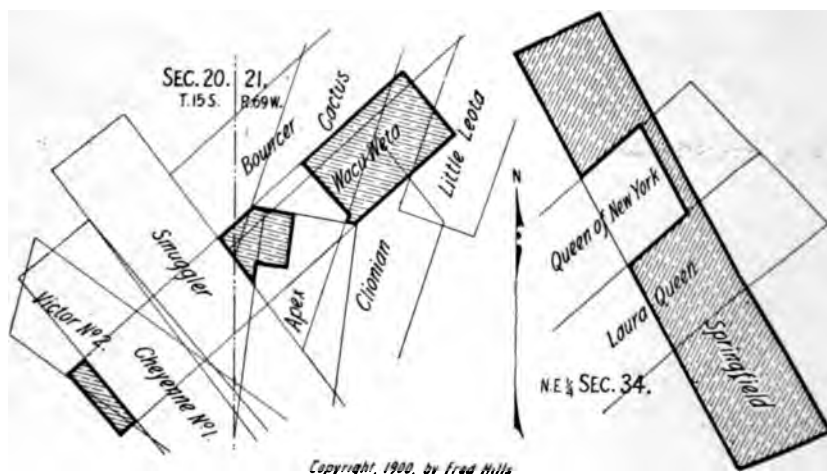 SEC. 20. 21.
T. 15 S. R. 69 W.
Bouncer
Cactus
Wacu-Weta
Little Leota
Smuggler
Apex
Clionian
Victor Nº 2.
Cheyenne Nº 1.
N
Queen of New York
Laura Queen
Springfield
N.E ¼ SEC. 34.
Copyright, 1900, by Fred Hills